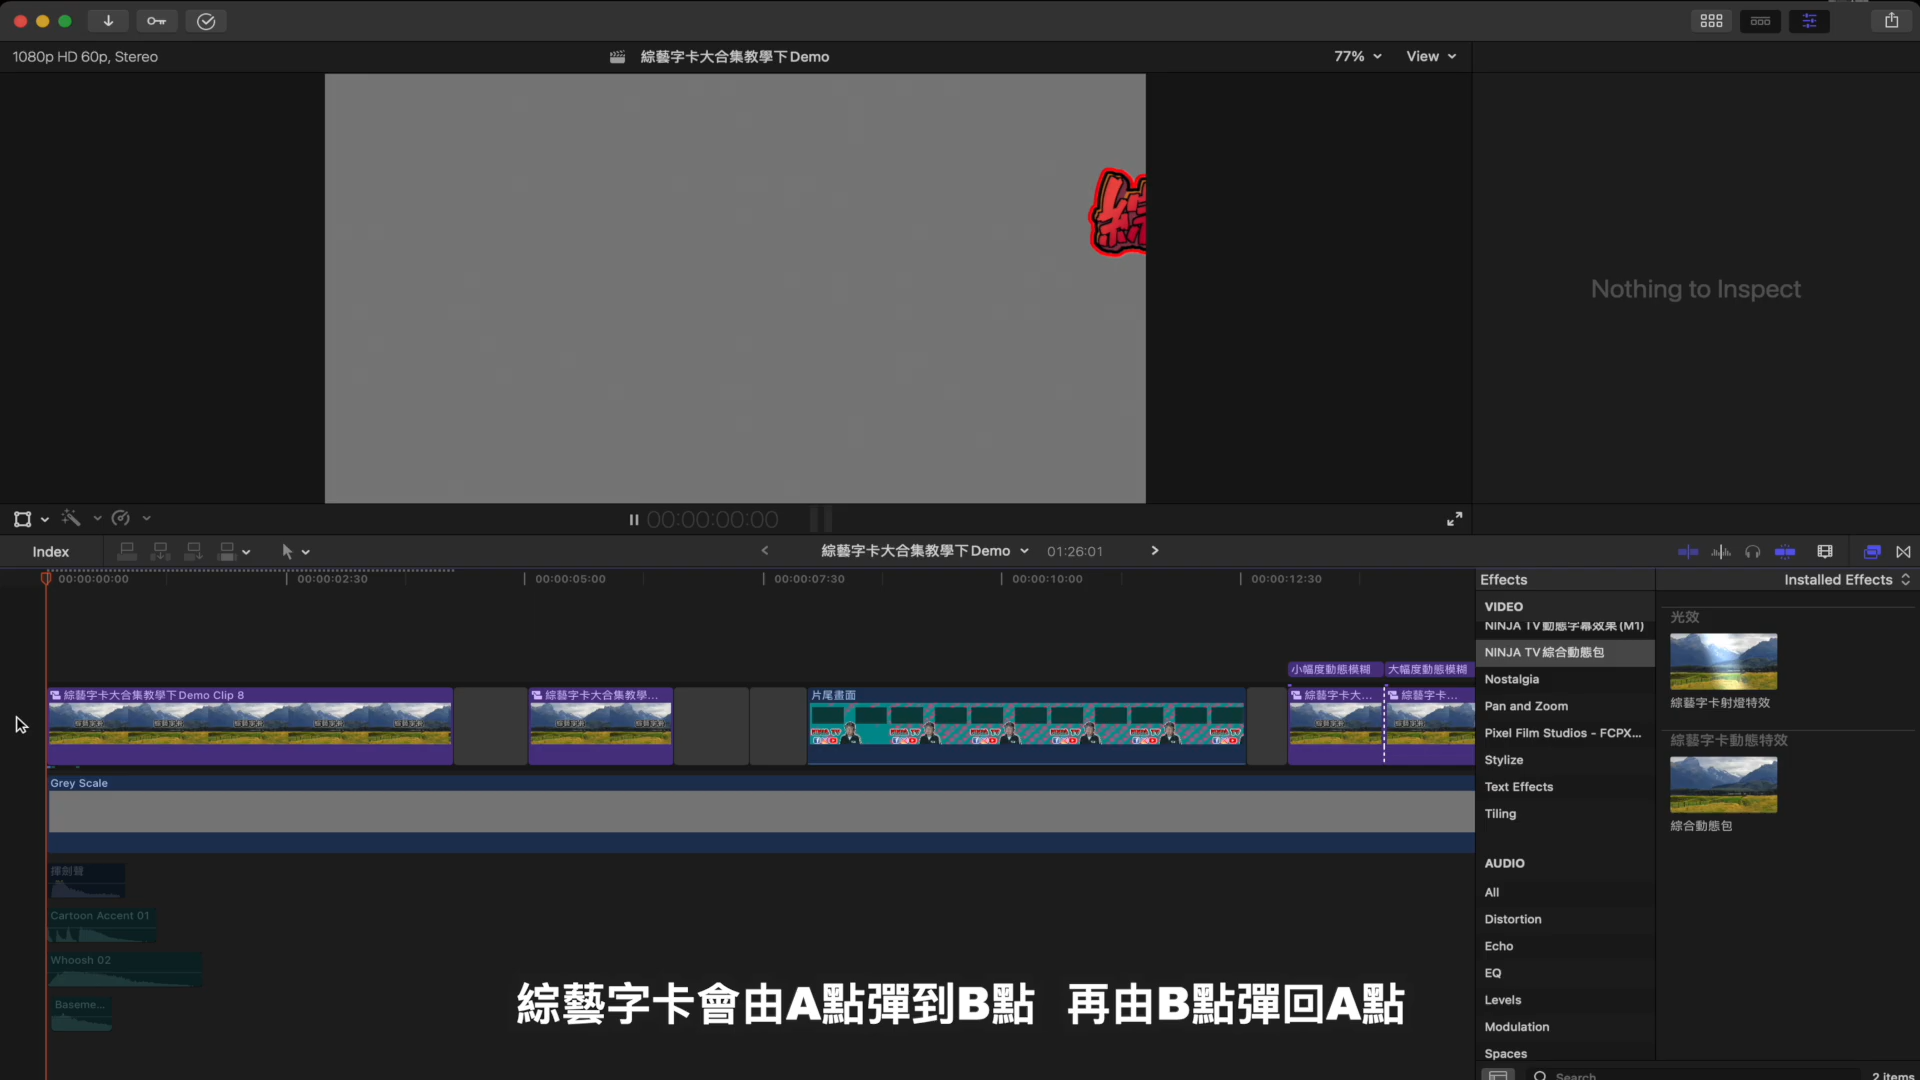 1080p HD 60p, Stereo
綜藝字卡大合集教學下Demo
77%
View
Nothing to Inspect
00:00:00:00
Index
綜藝字卡大合集教學下Demo
01:26:01
00:00:00:00
00:00:02:30
00:00:05:00
00:00:07:30
00:00:10:00
00:00:12:30
小幅度動態模糊
大幅度動態模糊
綜藝字卡大合集教學下Demo Clip 8
綜藝字卡大合集教學...
片尾畫面
綜藝字卡大...
綜藝字卡...
Grey Scale
揮劍聲
Cartoon Accent 01
Whoosh 02
Baseme...
綜藝字卡會由A點彈到B點 再由B點彈回A點
Effects
Installed Effects
VIDEO
NINJA TV動態字幕效果(M1)
NINJA TV綜合動態包
Nostalgia
Pan and Zoom
Pixel Film Studios - FCPX...
Stylize
Text Effects
Tiling
AUDIO
All
Distortion
Echo
EQ
Levels
Modulation
Spaces
光效
綜藝字卡射燈特效
綜藝字卡動態特效
綜合動態包
Search
2 items